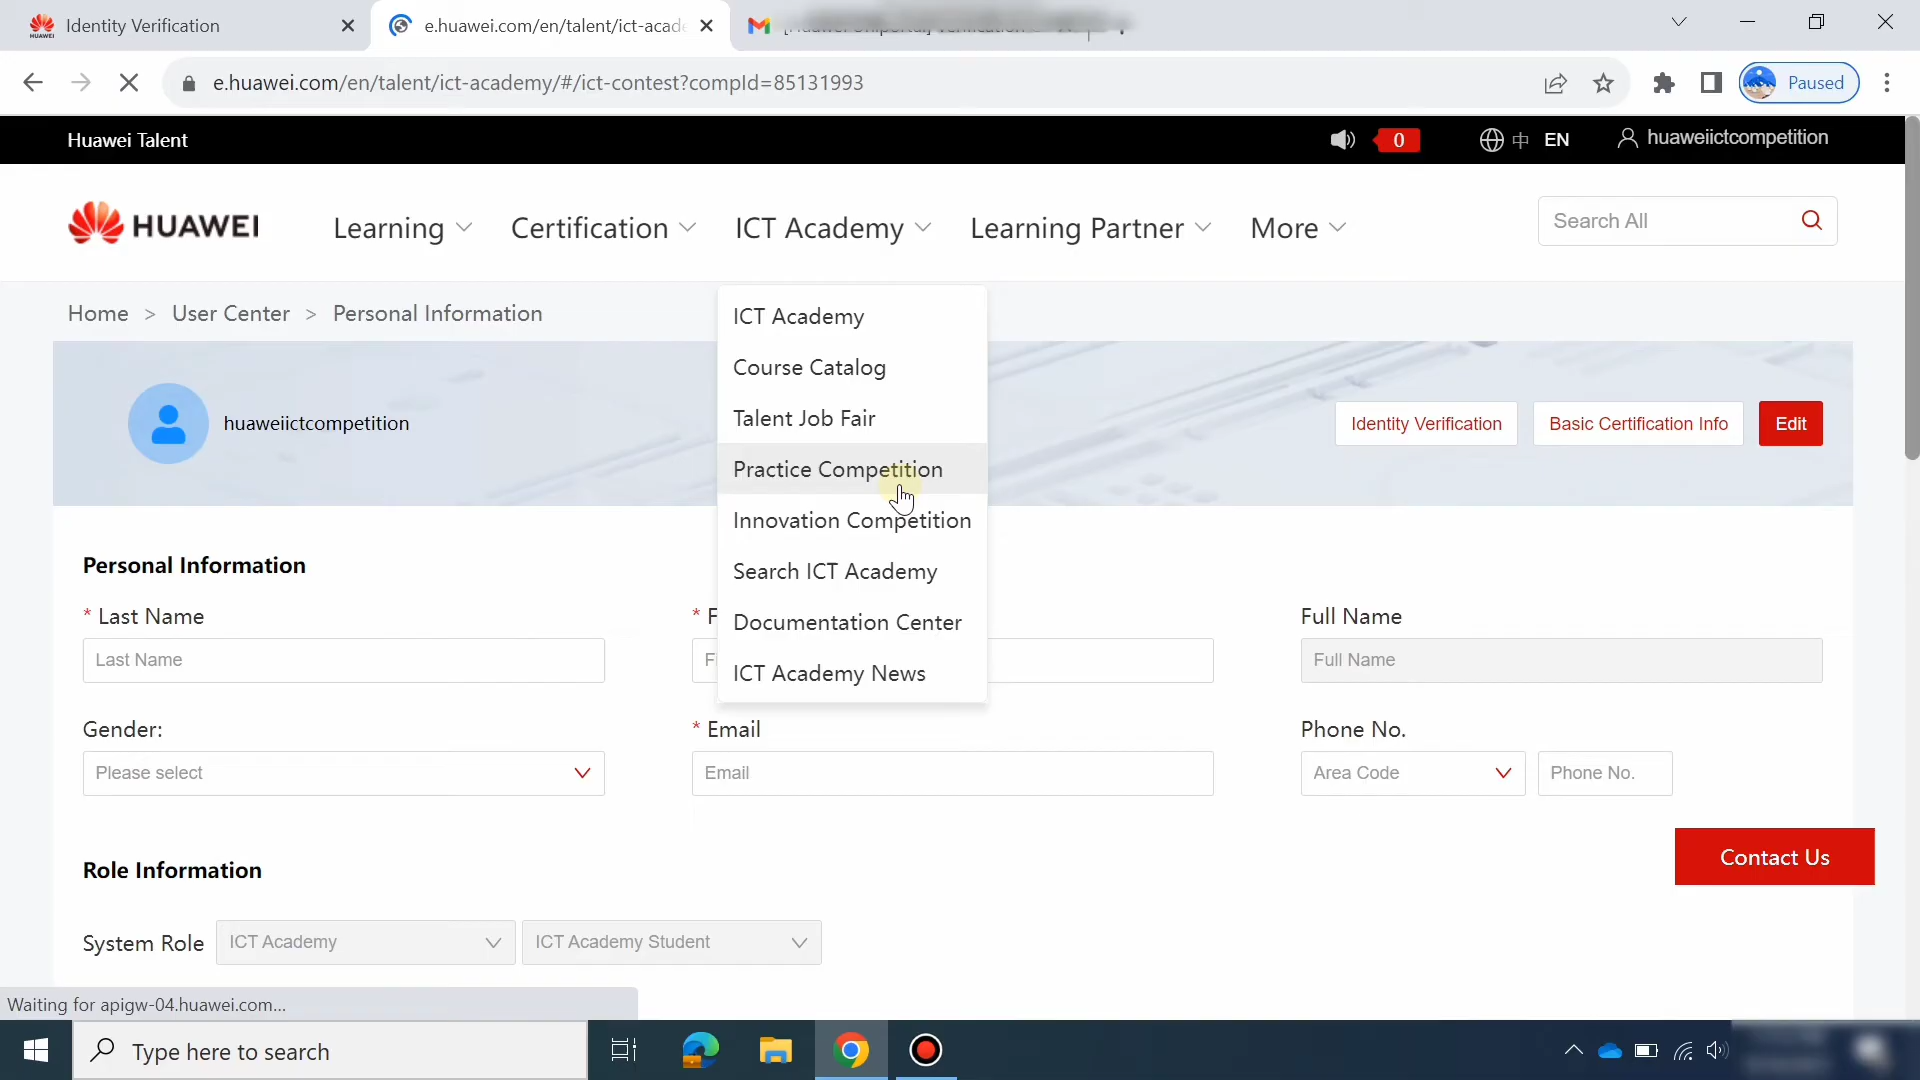 Identity Verification
e.huawei.com/en/talent/ict-acade
e.huawei.com/en/talent/ict-academy/#/ict-contest?compId=85131993
Paused
Huawei Talent
0
中 EN
huaweiictcompetition
HUAWEI
Learning
Certification
ICT Academy
Learning Partner
More
Search All
Home > User Center > Personal Information
ICT Academy
Course Catalog
Talent Job Fair
Practice Competition
Innovation Competition
Search ICT Academy
Documentation Center
ICT Academy News
huaweiictcompetition
Identity Verification
Basic Certification Info
Edit
Personal Information
* Last Name
* F
Full Name
Last Name
Full Name
Gender:
* Email
Phone No.
Please select
Email
Area Code
Phone No.
Role Information
Contact Us
System Role
ICT Academy
ICT Academy Student
Waiting for apigw-04.huawei.com...
Type here to search